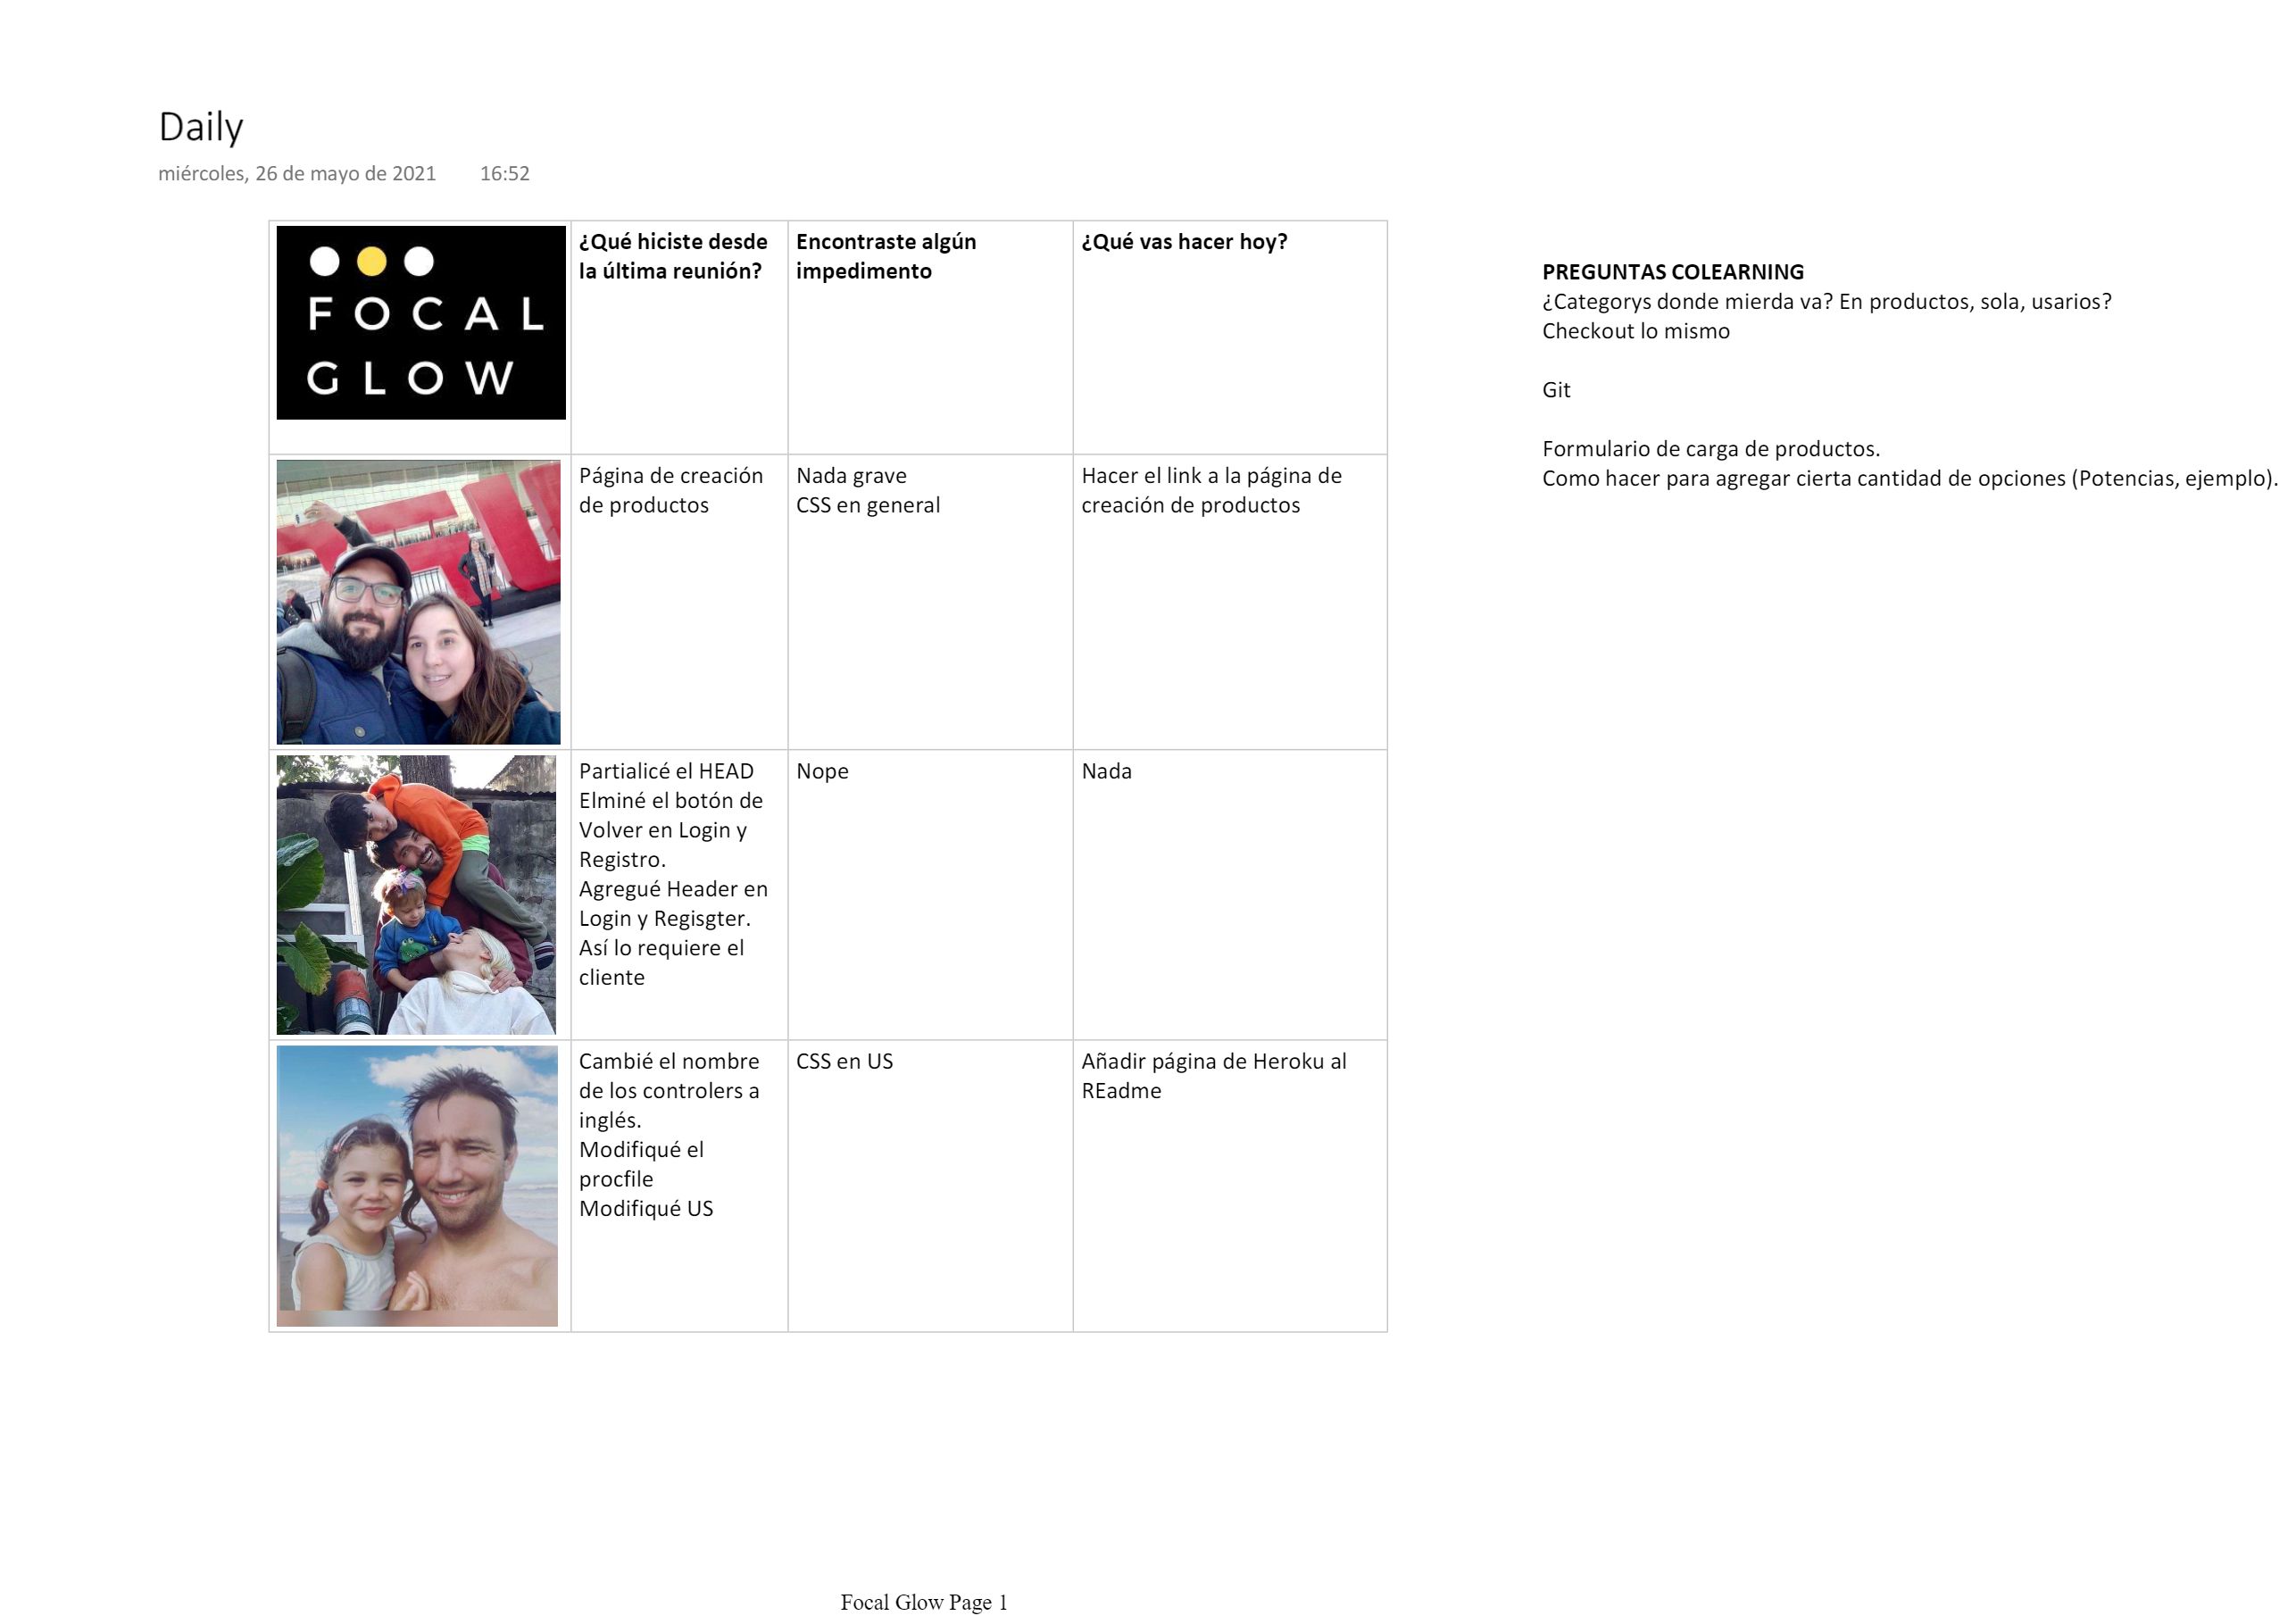 Daily
miércoles, 26 de mayo de 2021 16:52
FOCAL
GLOW
¿Qué hiciste desde
la última reunión?
Encontraste algún
impedimento
¿Qué vas hacer hoy?
Página de creación
de productos
Nada grave
CSS en general
Hacer el link a la página de
creación de productos
Partialicé el HEAD
Elminé el botón de
Volver en Login y
Registro.
Agregué Header en
Login y Regisgter.
Así lo requiere el
cliente
Nope
Nada
Cambié el nombre
de los controlers a
inglés.
Modifiqué el
procfile
Modifiqué US
CSS en US
Añadir página de Heroku al
REadme
PREGUNTAS COLEARNING
¿Categorys donde mierda va? En productos, sola, usarios?
Checkout lo mismo
Git
Formulario de carga de productos.
Como hacer para agregar cierta cantidad de opciones (Potencias, ejemplo).
Focal Glow Page 1